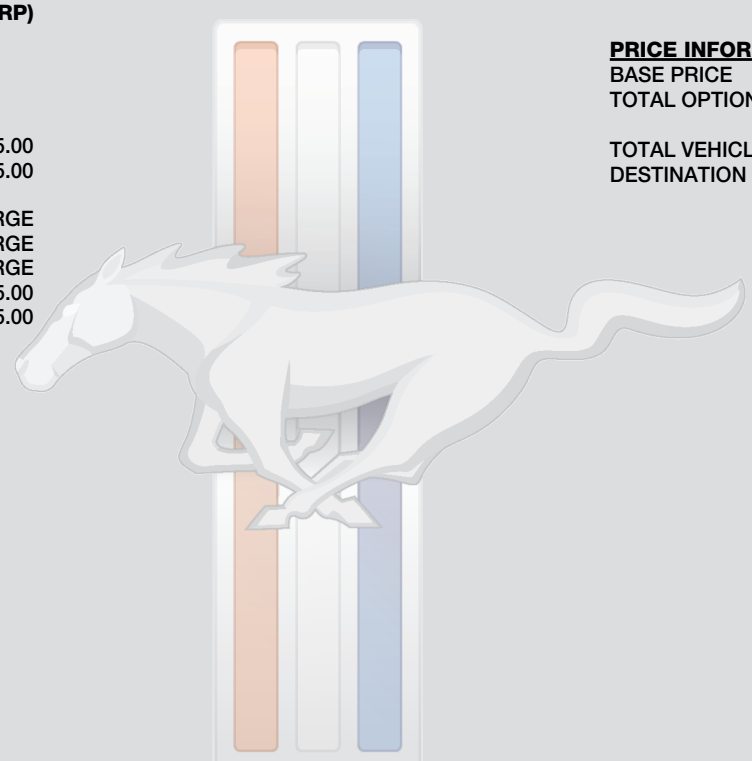 RP)
5.00
5.00
RGE
RGE
RGE
5.00
5.00
PRICE INFOR
BASE PRICE
TOTAL OPTION
TOTAL VEHICL
DESTINATION